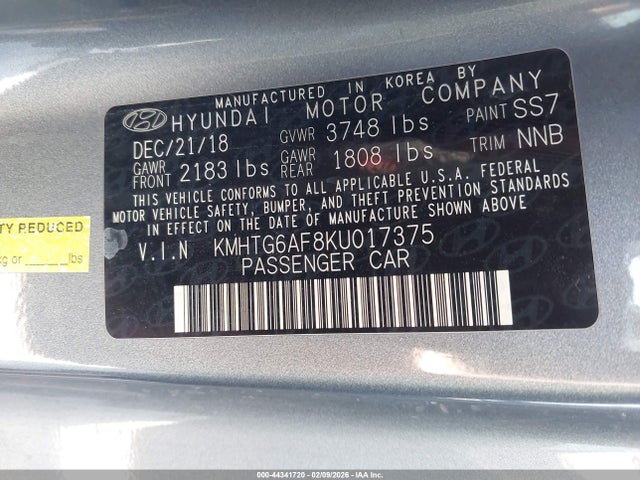 MANUFACTURED IN KOREA BY
HYUNDAI MOTOR COMPANY
DEC/21/18 GVWR 3748 lbs PAINT SS7
GAWR FRONT 2183 lbs GAWR REAR 1808 lbs TRIM NNB
THIS VEHICLE CONFORMS TO ALL APPLICABLE U.S.A. FEDERAL
MOTOR VEHICLE SAFETY, BUMPER, AND THEFT PREVENTION STANDARDS
IN EFFECT ON THE DATE OF MANUFACTURE SHOWN ABOVE.
V.I.N KMHTG6AF8KU017375
PASSENGER CAR
TY REDUCED
kg or ____lbs
000-44341720 - 02/09/2026 - IAAI.COM